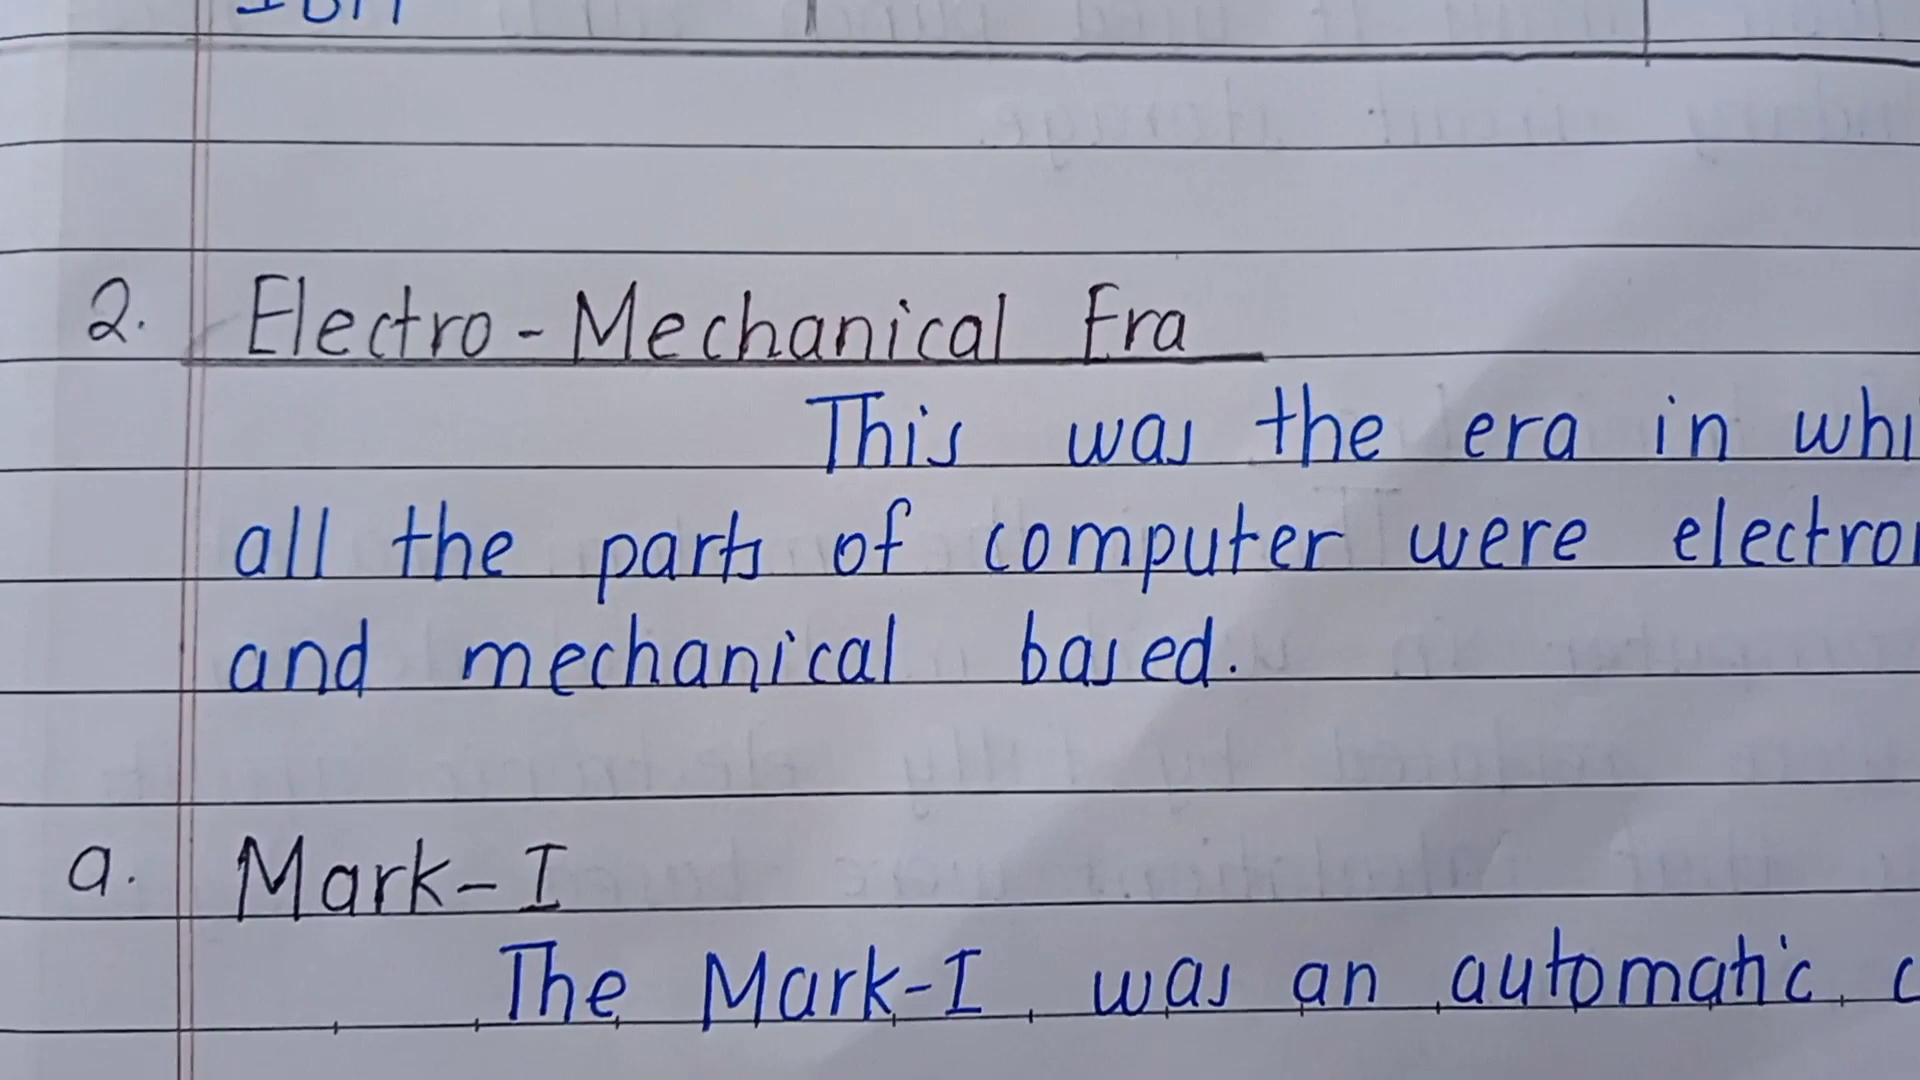 IBM
2. Electro-Mechanical Era
This was the era in whi
all the parts of computer were electro
and mechanical based.
a. Mark-I
The Mark-I was an automatic c